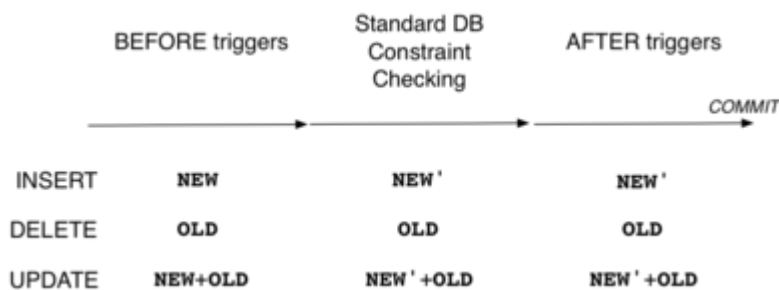 BEFORE triggers
Standard DB
Constraint
Checking
AFTER triggers
COMMIT
INSERT NEW NEW' NEW'
DELETE OLD OLD OLD
UPDATE NEW+OLD NEW'+OLD NEW'+OLD